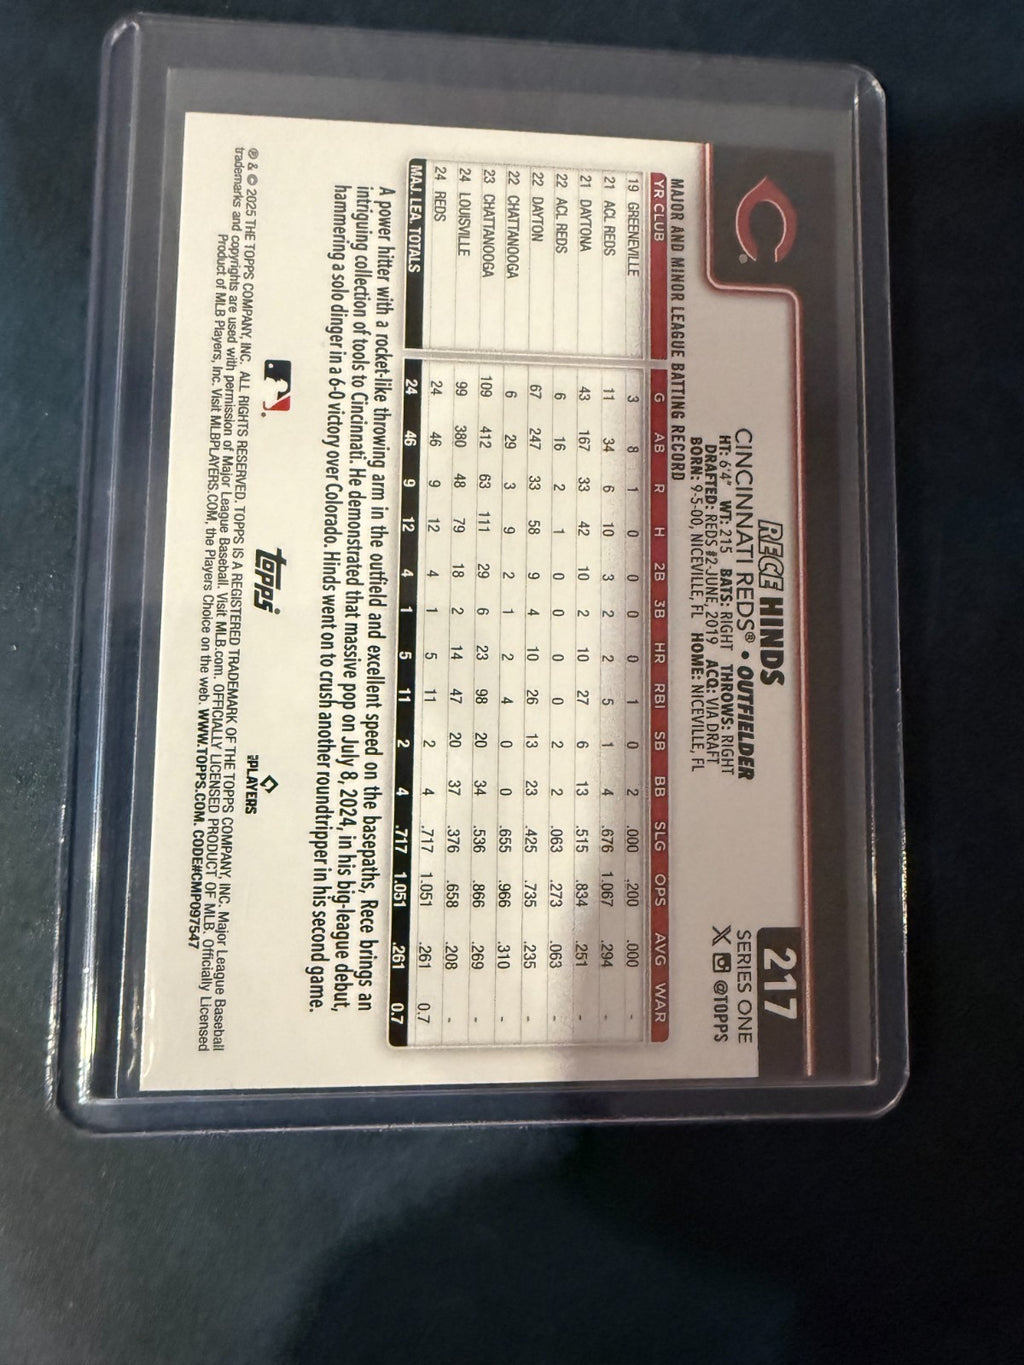 217
SERIES ONE
@TOPPS
RECE HINDS
CINCINNATI REDS® • OUTFIELDER
HT: 6'4" WT: 215 BATS: RIGHT THROWS: RIGHT
DRAFTED: REDS #2-JUNE, 2019 ACQ: VIA DRAFT
BORN: 9-5-00, NICEVILLE, FL HOME: NICEVILLE, FL
MAJOR AND MINOR LEAGUE BATTING RECORD
YR CLUB G AB R H 2B 3B HR RBI SB BB SLG OPS AVG WAR
19 GREENEVILLE 3 8 1 0 0 0 0 1 0 2 .000 .200 .000 -
21 ACL REDS 11 34 6 10 3 2 2 5 1 4 .676 1.067 .294 -
21 DAYTONA 43 167 33 42 10 2 10 27 6 13 .515 .834 .251 -
22 ACL REDS 6 16 2 1 0 0 0 0 2 2 .063 .273 .063 -
22 DAYTON 67 247 33 58 9 4 10 26 13 23 .425 .735 .235 -
22 CHATTANOOGA 6 29 3 9 2 1 2 4 0 0 .655 .966 .310 -
23 CHATTANOOGA 109 412 63 111 29 6 23 98 20 34 .536 .866 .269 -
24 LOUISVILLE 99 380 48 79 18 2 14 47 20 37 .376 .658 .208 -
24 REDS 24 46 9 12 4 1 5 11 2 4 .717 1.051 .261 0.7
MAJ. LEA. TOTALS 24 46 9 12 4 1 5 11 2 4 .717 1.051 .261 0.7
A power hitter with a rocket-like throwing arm in the outfield and excellent speed on the basepaths, Rece brings an
intriguing collection of tools to Cincinnati. He demonstrated that massive pop on July 8, 2024, in his big-league debut,
hammering a solo dinger in a 6-0 victory over Colorado. Hinds went on to crush another roundtripper in his second game.
topps
PLAYERS
℗ & © 2025 THE TOPPS COMPANY, INC. ALL RIGHTS RESERVED. TOPPS IS A REGISTERED TRADEMARK OF THE TOPPS COMPANY, INC. Major League Baseball
trademarks and copyrights are used with permission of Major League Baseball. Visit MLB.com. OFFICIALLY LICENSED PRODUCT OF MLB. Officially Licensed
Product of MLB Players, Inc. Visit MLBPLAYERS.COM, the Players Choice on the web. WWW.TOPPS.COM. CODE#CMP097547